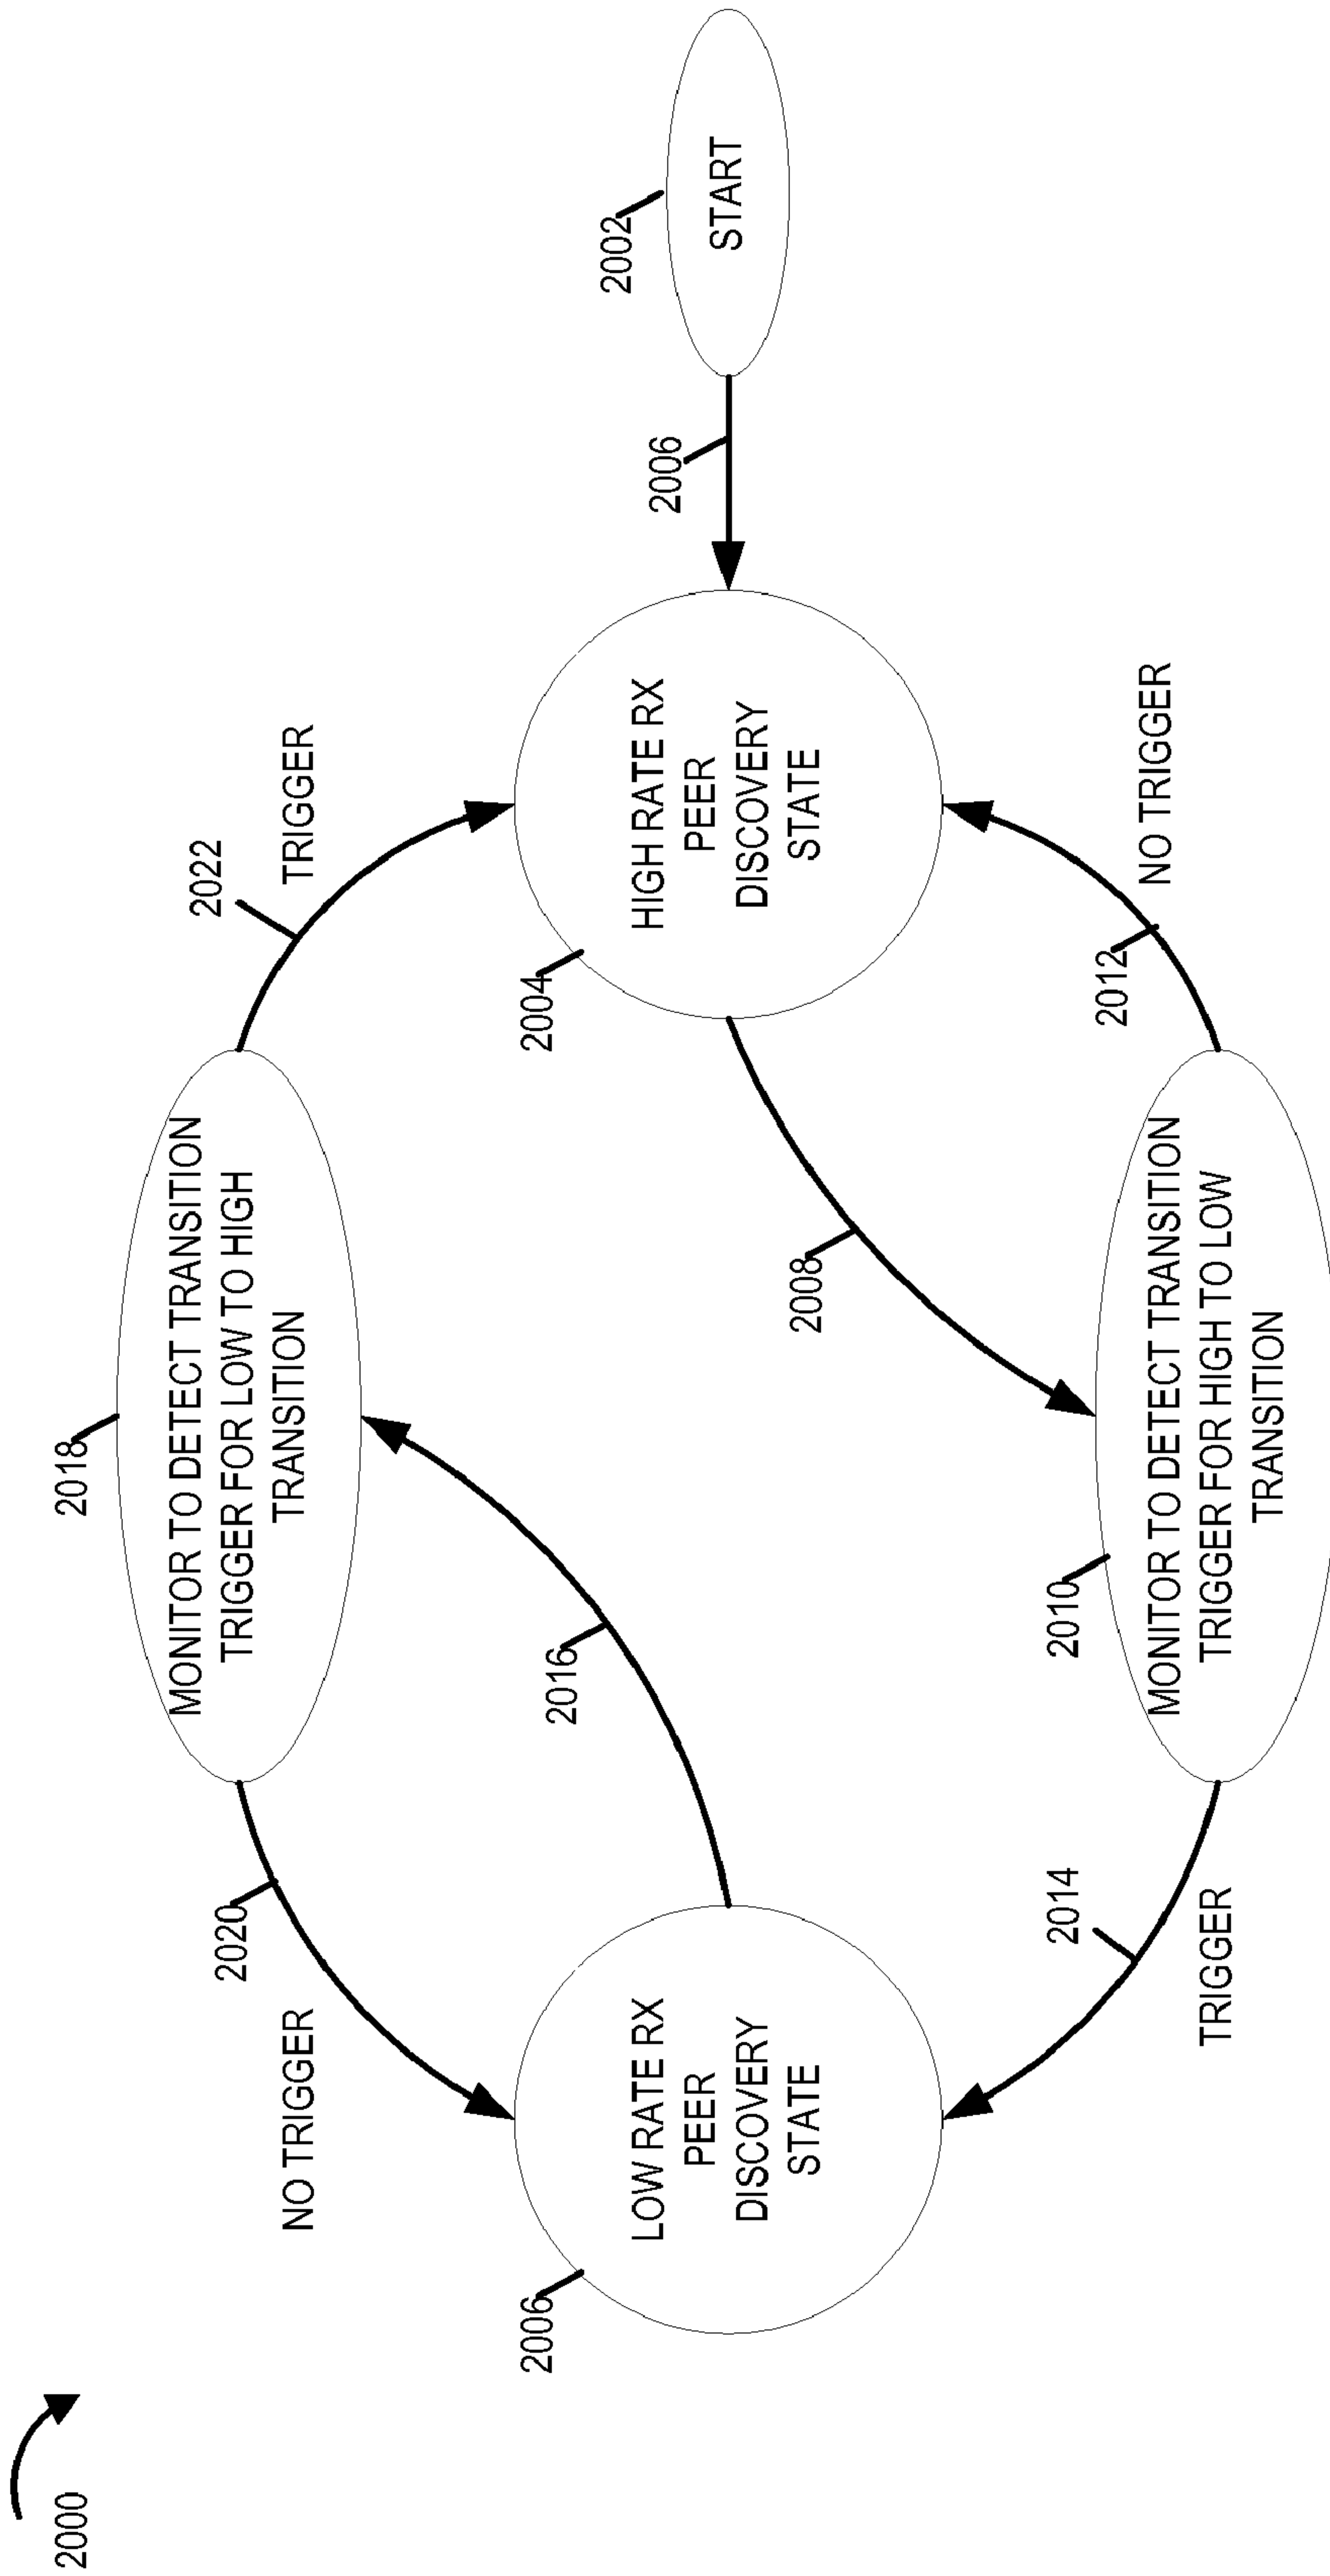 2000
2018
MONITOR TO DETECT TRANSITION
TRIGGER FOR LOW TO HIGH
TRANSITION
2020
NO TRIGGER
2022
TRIGGER
2006
LOW RATE RX
PEER
DISCOVERY
STATE
2016
2004
HIGH RATE RX
PEER
DISCOVERY
STATE
2006
2002
START
2008
2014
TRIGGER
2010
MONITOR TO DETECT TRANSITION
TRIGGER FOR HIGH TO LOW
TRANSITION
2012
NO TRIGGER